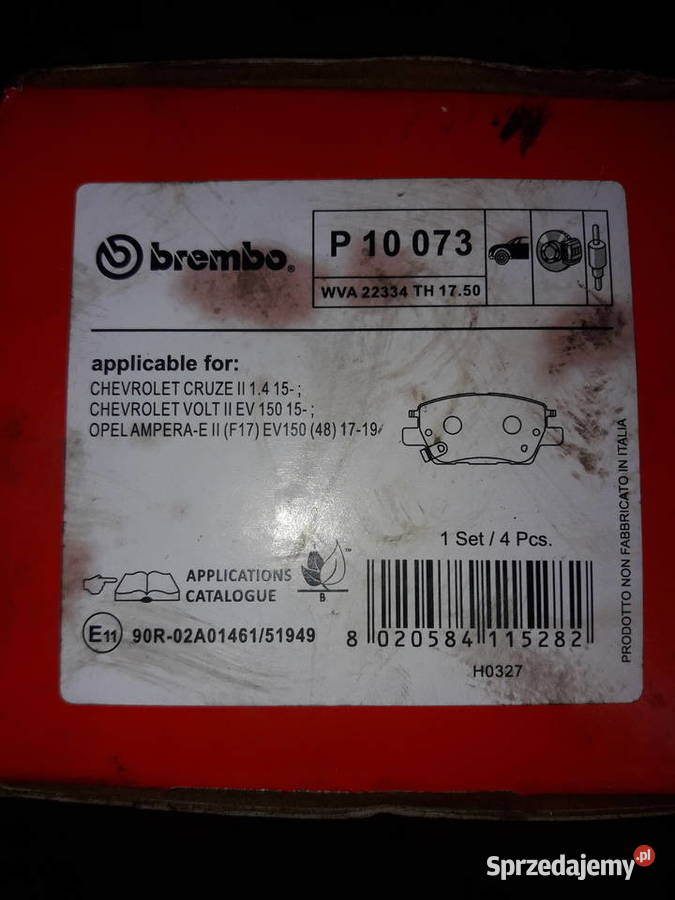 brembo®
P 10 073
WVA 22334 TH 17.50
applicable for:
CHEVROLET CRUZE II 1.4 15- ;
CHEVROLET VOLT II EV 150 15- ;
OPEL AMPERA-E II (F17) EV150 (48) 17-19
1 Set / 4 Pcs.
APPLICATIONS
CATALOGUE
™
B
E11
90R-02A01461/51949
8 020584 115282
H0327
PRODOTTO NON FABBRICATO IN ITALIA
Sprzedajemy.pl